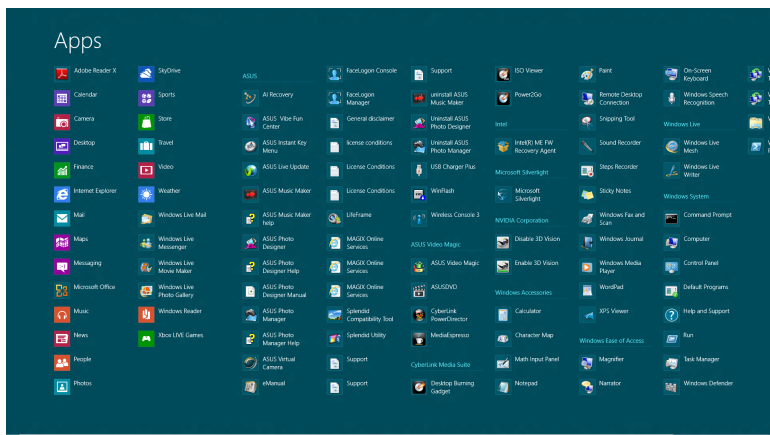 Apps
Adobe Reader X
Calendar
Camera
Desktop
Finance
Internet Explorer
Mail
Maps
Messaging
Microsoft Office
Music
News
People
Photos
SkyDrive
Sports
Store
Travel
Video
Weather
Windows Live Mail
Windows Live
Messenger
Windows Live
Movie Maker
Windows Live
Photo Gallery
Windows Reader
Xbox LIVE Games
ASUS
AI Recovery
ASUS Vibe Fun
Center
ASUS Instant Key
Menu
ASUS Live Update
ASUS Music Maker
ASUS Music Maker
help
ASUS Photo
Designer
ASUS Photo
Designer Help
ASUS Photo
Designer Manual
ASUS Photo
Manager
ASUS Photo
Manager Help
ASUS Virtual
Camera
eManual
FaceLogon Console
FaceLogon
Manager
General disclaimer
license conditions
License Conditions
License Conditions
LifeFrame
MAGIX Online
Services
MAGIX Online
Services
MAGIX Online
Services
Splendid
Compatibility Tool
Splendid Utility
Support
Support
Support
uninstall ASUS
Music Maker
Uninstall ASUS
Photo Designer
Uninstall ASUS
Photo Manager
USB Charger Plus
WinFlash
Wireless Console 3
ASUS Video Magic
ASUS Video Magic
ASUSDVD
CyberLink
PowerDirector
MediaEspresso
CyberLink Media Suite
Desktop Burning
Gadget
ISO Viewer
Power2Go
Intel
Intel(R) ME FW
Recovery Agent
Microsoft Silverlight
Microsoft
Silverlight
NVIDIA Corporation
Disable 3D Vision
Enable 3D Vision
Windows Accessories
Calculator
Character Map
Math Input Panel
Notepad
Paint
Remote Desktop
Connection
Snipping Tool
Sound Recorder
Steps Recorder
Sticky Notes
Windows Fax and
Scan
Windows Journal
Windows Media
Player
WordPad
XPS Viewer
Windows Ease of Access
Magnifier
Narrator
On-Screen
Keyboard
Windows Speech
Recognition
Windows Live
Windows Live
Mesh
Windows Live
Writer
Windows System
Command Prompt
Computer
Control Panel
Default Programs
Help and Support
Run
Task Manager
Windows Defender